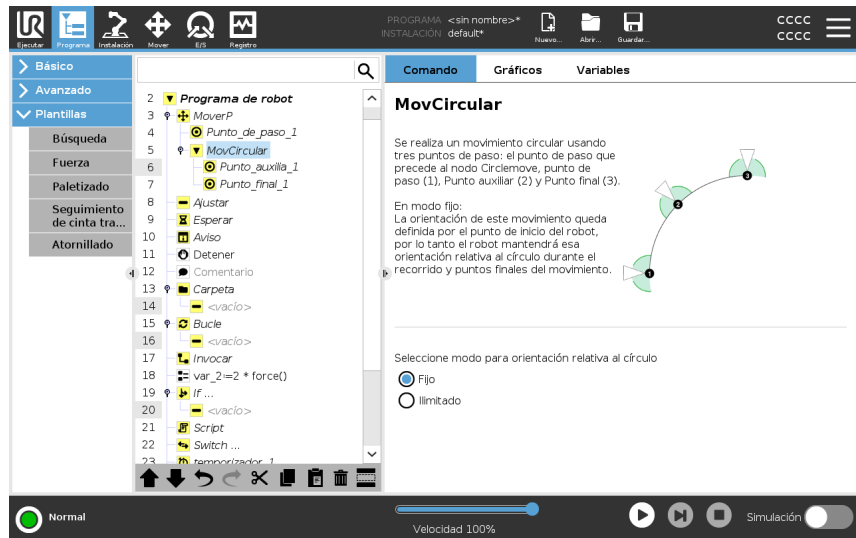 PROGRAMA <sin nombre>*
INSTALACIÓN default*
Ejecutar
Programa
Instalación
Mover
E/S
Registro
Nuevo...
Abrir...
Guardar...
CCCC
CCCC
Básico
Avanzado
Plantillas
Búsqueda
Fuerza
Paletizado
Seguimiento
de cinta tra...
Atornillado
2 Programa de robot
3 MoverP
4 Punto_de_paso_1
5 MovCircular
6 Punto_auxilia_1
7 Punto_final_1
8 Ajustar
9 Esperar
10 Aviso
11 Detener
12 Comentario
13 Carpeta
14 <vacío>
15 Bucle
16 <vacío>
17 Invocar
18 var_2≔2 * force()
19 If ...
20 <vacío>
21 Script
22 Switch ...
23 temporizador_1
Comando
Gráficos
Variables
MovCircular
Se realiza un movimiento circular usando
tres puntos de paso: el punto de paso que
precede al nodo Circlemove, punto de
paso (1), Punto auxiliar (2) y Punto final (3).
En modo fijo:
La orientación de este movimiento queda
definida por el punto de inicio del robot,
por lo tanto el robot mantendrá esa
orientación relativa al círculo durante el
recorrido y puntos finales del movimiento.
3
2
1
Seleccione modo para orientación relativa al círculo
Fijo
Ilimitado
Normal
Velocidad 100%
Simulación